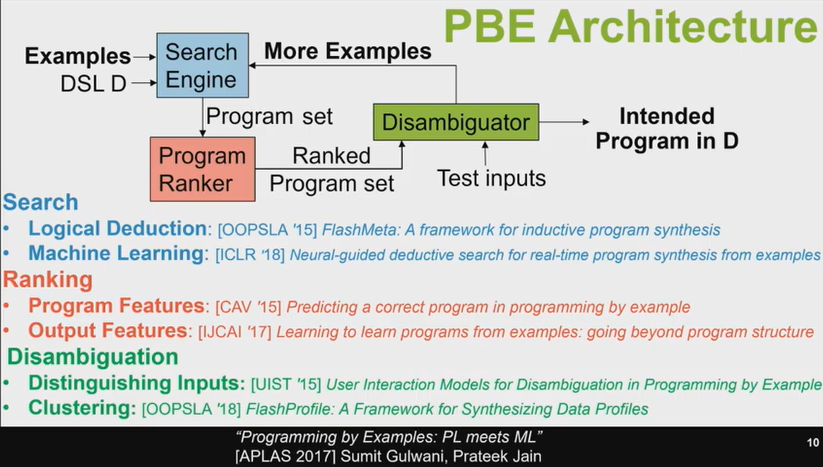 PBE Architecture
Examples
DSL D
Search
Engine
More Examples
Program set
Disambiguator
Intended
Program in D
Program
Ranker
Ranked
Program set
Test inputs
Search
• Logical Deduction: [OOPSLA '15] FlashMeta: A framework for inductive program synthesis
• Machine Learning: [ICLR '18] Neural-guided deductive search for real-time program synthesis from examples
Ranking
• Program Features: [CAV '15] Predicting a correct program in programming by example
• Output Features: [IJCAI '17] Learning to learn programs from examples: going beyond program structure
Disambiguation
• Distinguishing Inputs: [UIST '15] User Interaction Models for Disambiguation in Programming by Example
• Clustering: [OOPSLA '18] FlashProfile: A Framework for Synthesizing Data Profiles
“Programming by Examples: PL meets ML”
[APLAS 2017] Sumit Gulwani, Prateek Jain
10